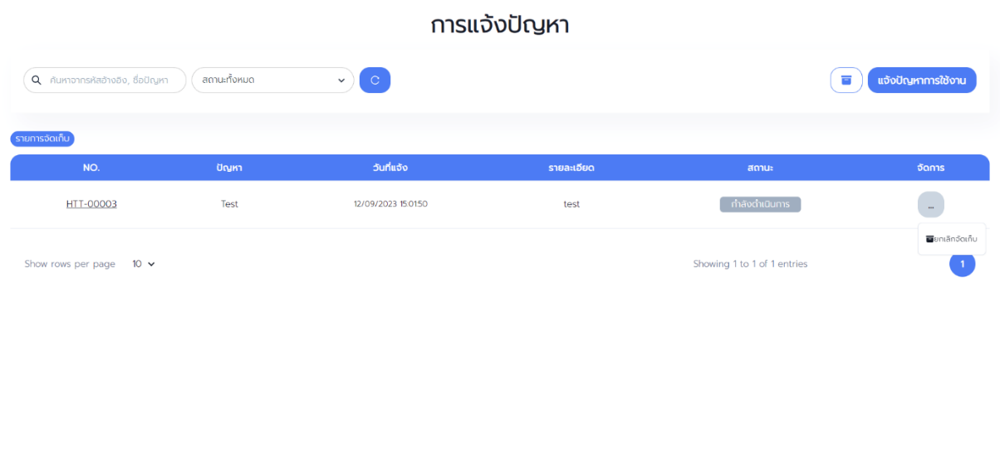 การแจ้งปัญหา
ค้นหาจากรหัสอ้างอิง, ชื่อปัญหา สถานะทั้งหมด แจ้งปัญหาการใช้งาน
รายการจัดเก็บ
NO. ปัญหา วันที่แจ้ง รายละเอียด สถานะ จัดการ
HTT-00003 Test 12/09/2023 15:01:50 test กำลังดำเนินการ ...
ยกเลิกจัดเก็บ
Show rows per page 10 Showing 1 to 1 of 1 entries 1